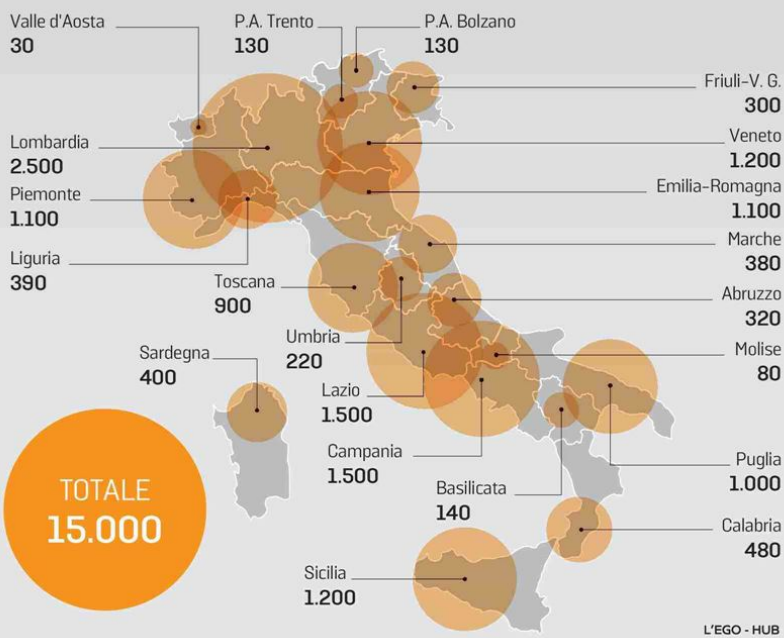 Valle d'Aosta
30
P.A. Trento
130
P.A. Bolzano
130
Friuli-V. G.
300
Lombardia
2.500
Veneto
1.200
Piemonte
1.100
Emilia-Romagna
1.100
Liguria
390
Marche
380
Toscana
900
Abruzzo
320
Umbria
220
Molise
80
Sardegna
400
Lazio
1.500
Campania
1.500
Puglia
1.000
Basilicata
140
Calabria
480
TOTALE
15.000
Sicilia
1.200
L'EGO - HUB